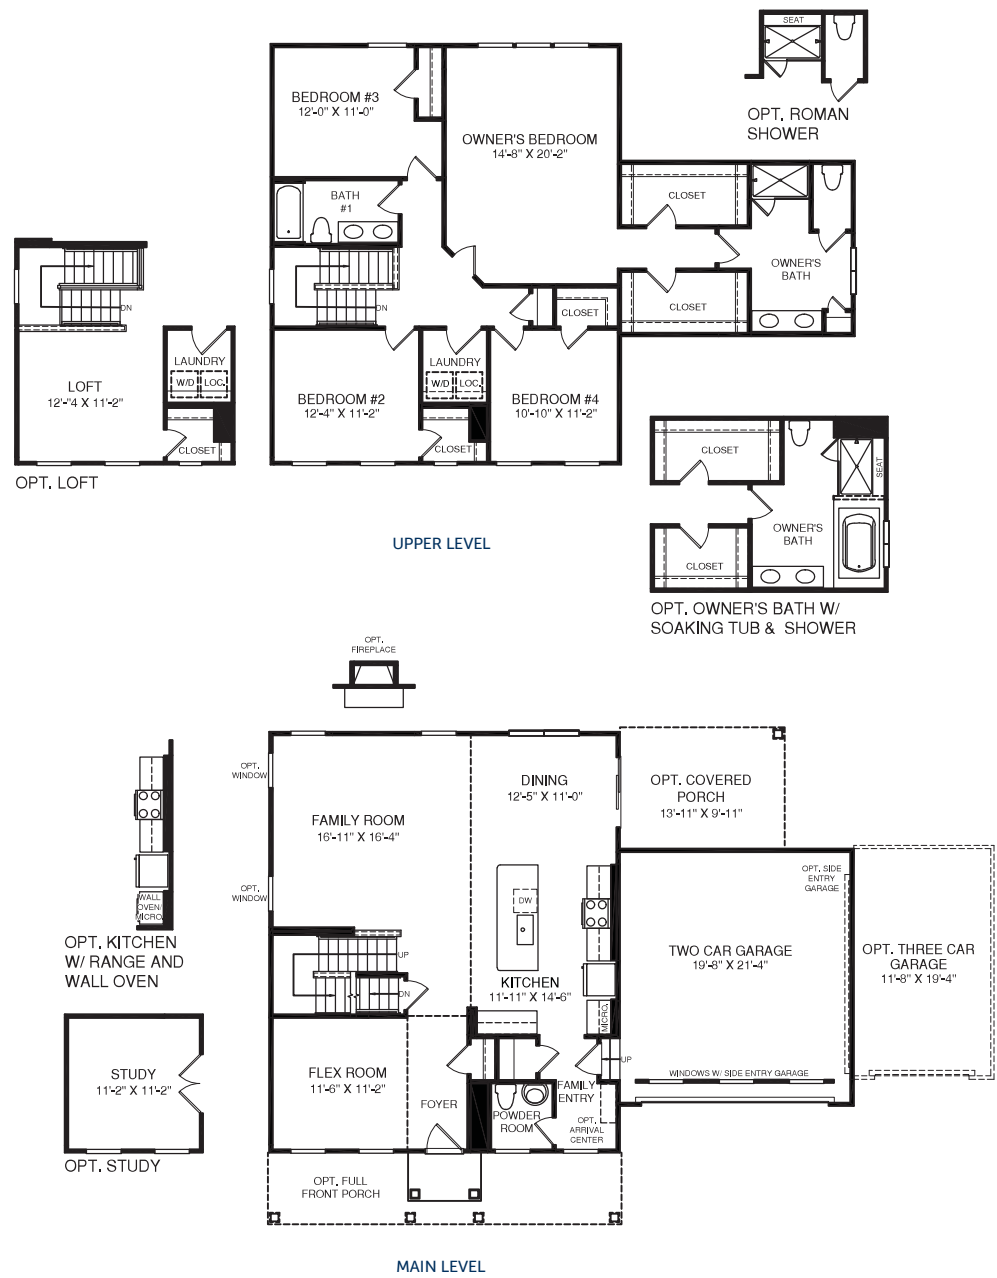 SEAT
OPT. ROMAN
SHOWER
BEDROOM #3
12'-0" X 11'-0"
OWNER'S BEDROOM
14'-8" X 20'-2"
BATH
#1
CLOSET
OWNER'S
BATH
CLOSET
CLOSET
DN
DN
LAUNDRY
W/D
LOC.
LOFT
12'-"4 X 11'-2"
CLOSET
OPT. LOFT
LAUNDRY
W/D
LOC.
BEDROOM #2
12'-4" X 11'-2"
BEDROOM #4
10'-10" X 11'-2"
CLOSET
UPPER LEVEL
CLOSET
SEAT
OWNER'S
BATH
CLOSET
OPT. OWNER'S BATH W/
SOAKING TUB & SHOWER
OPT.
FIREPLACE
OPT.
WINDOW
DINING
12'-5" X 11'-0"
OPT. COVERED
PORCH
13'-11" X 9'-11"
FAMILY ROOM
16'-11" X 16'-4"
OPT.
WINDOW
DW
OPT. SIDE
ENTRY
GARAGE
WALL
OVEN/
MICRO.
OPT. KITCHEN
W/ RANGE AND
WALL OVEN
UP
DN
KITCHEN
11'-11" X 14'-6"
MICRO.
TWO CAR GARAGE
19'-8" X 21'-4"
OPT. THREE CAR
GARAGE
11'-8" X 19'-4"
STUDY
11'-2" X 11'-2"
OPT. STUDY
FLEX ROOM
11'-6" X 11'-2"
FOYER
UP
WINDOWS W/ SIDE ENTRY GARAGE
FAMILY
ENTRY
POWDER
ROOM
OPT.
ARRIVAL
CENTER
OPT. FULL
FRONT PORCH
MAIN LEVEL